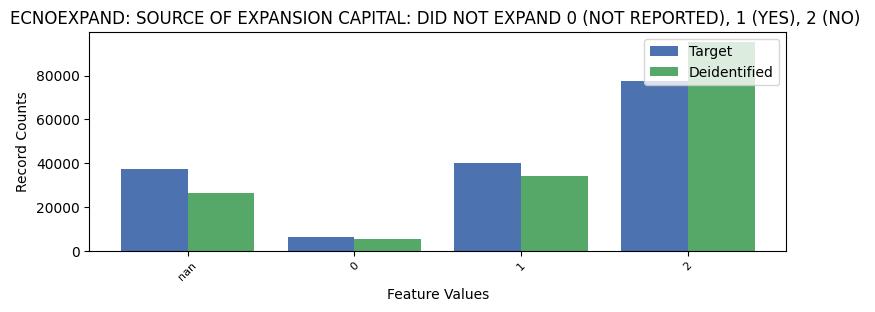 ECNOEXPAND: SOURCE OF EXPANSION CAPITAL: DID NOT EXPAND 0 (NOT REPORTED), 1 (YES), 2 (NO)
Target
Deidentified
Record Counts
80000
60000
40000
20000
0
nan
0
1
2
Feature Values